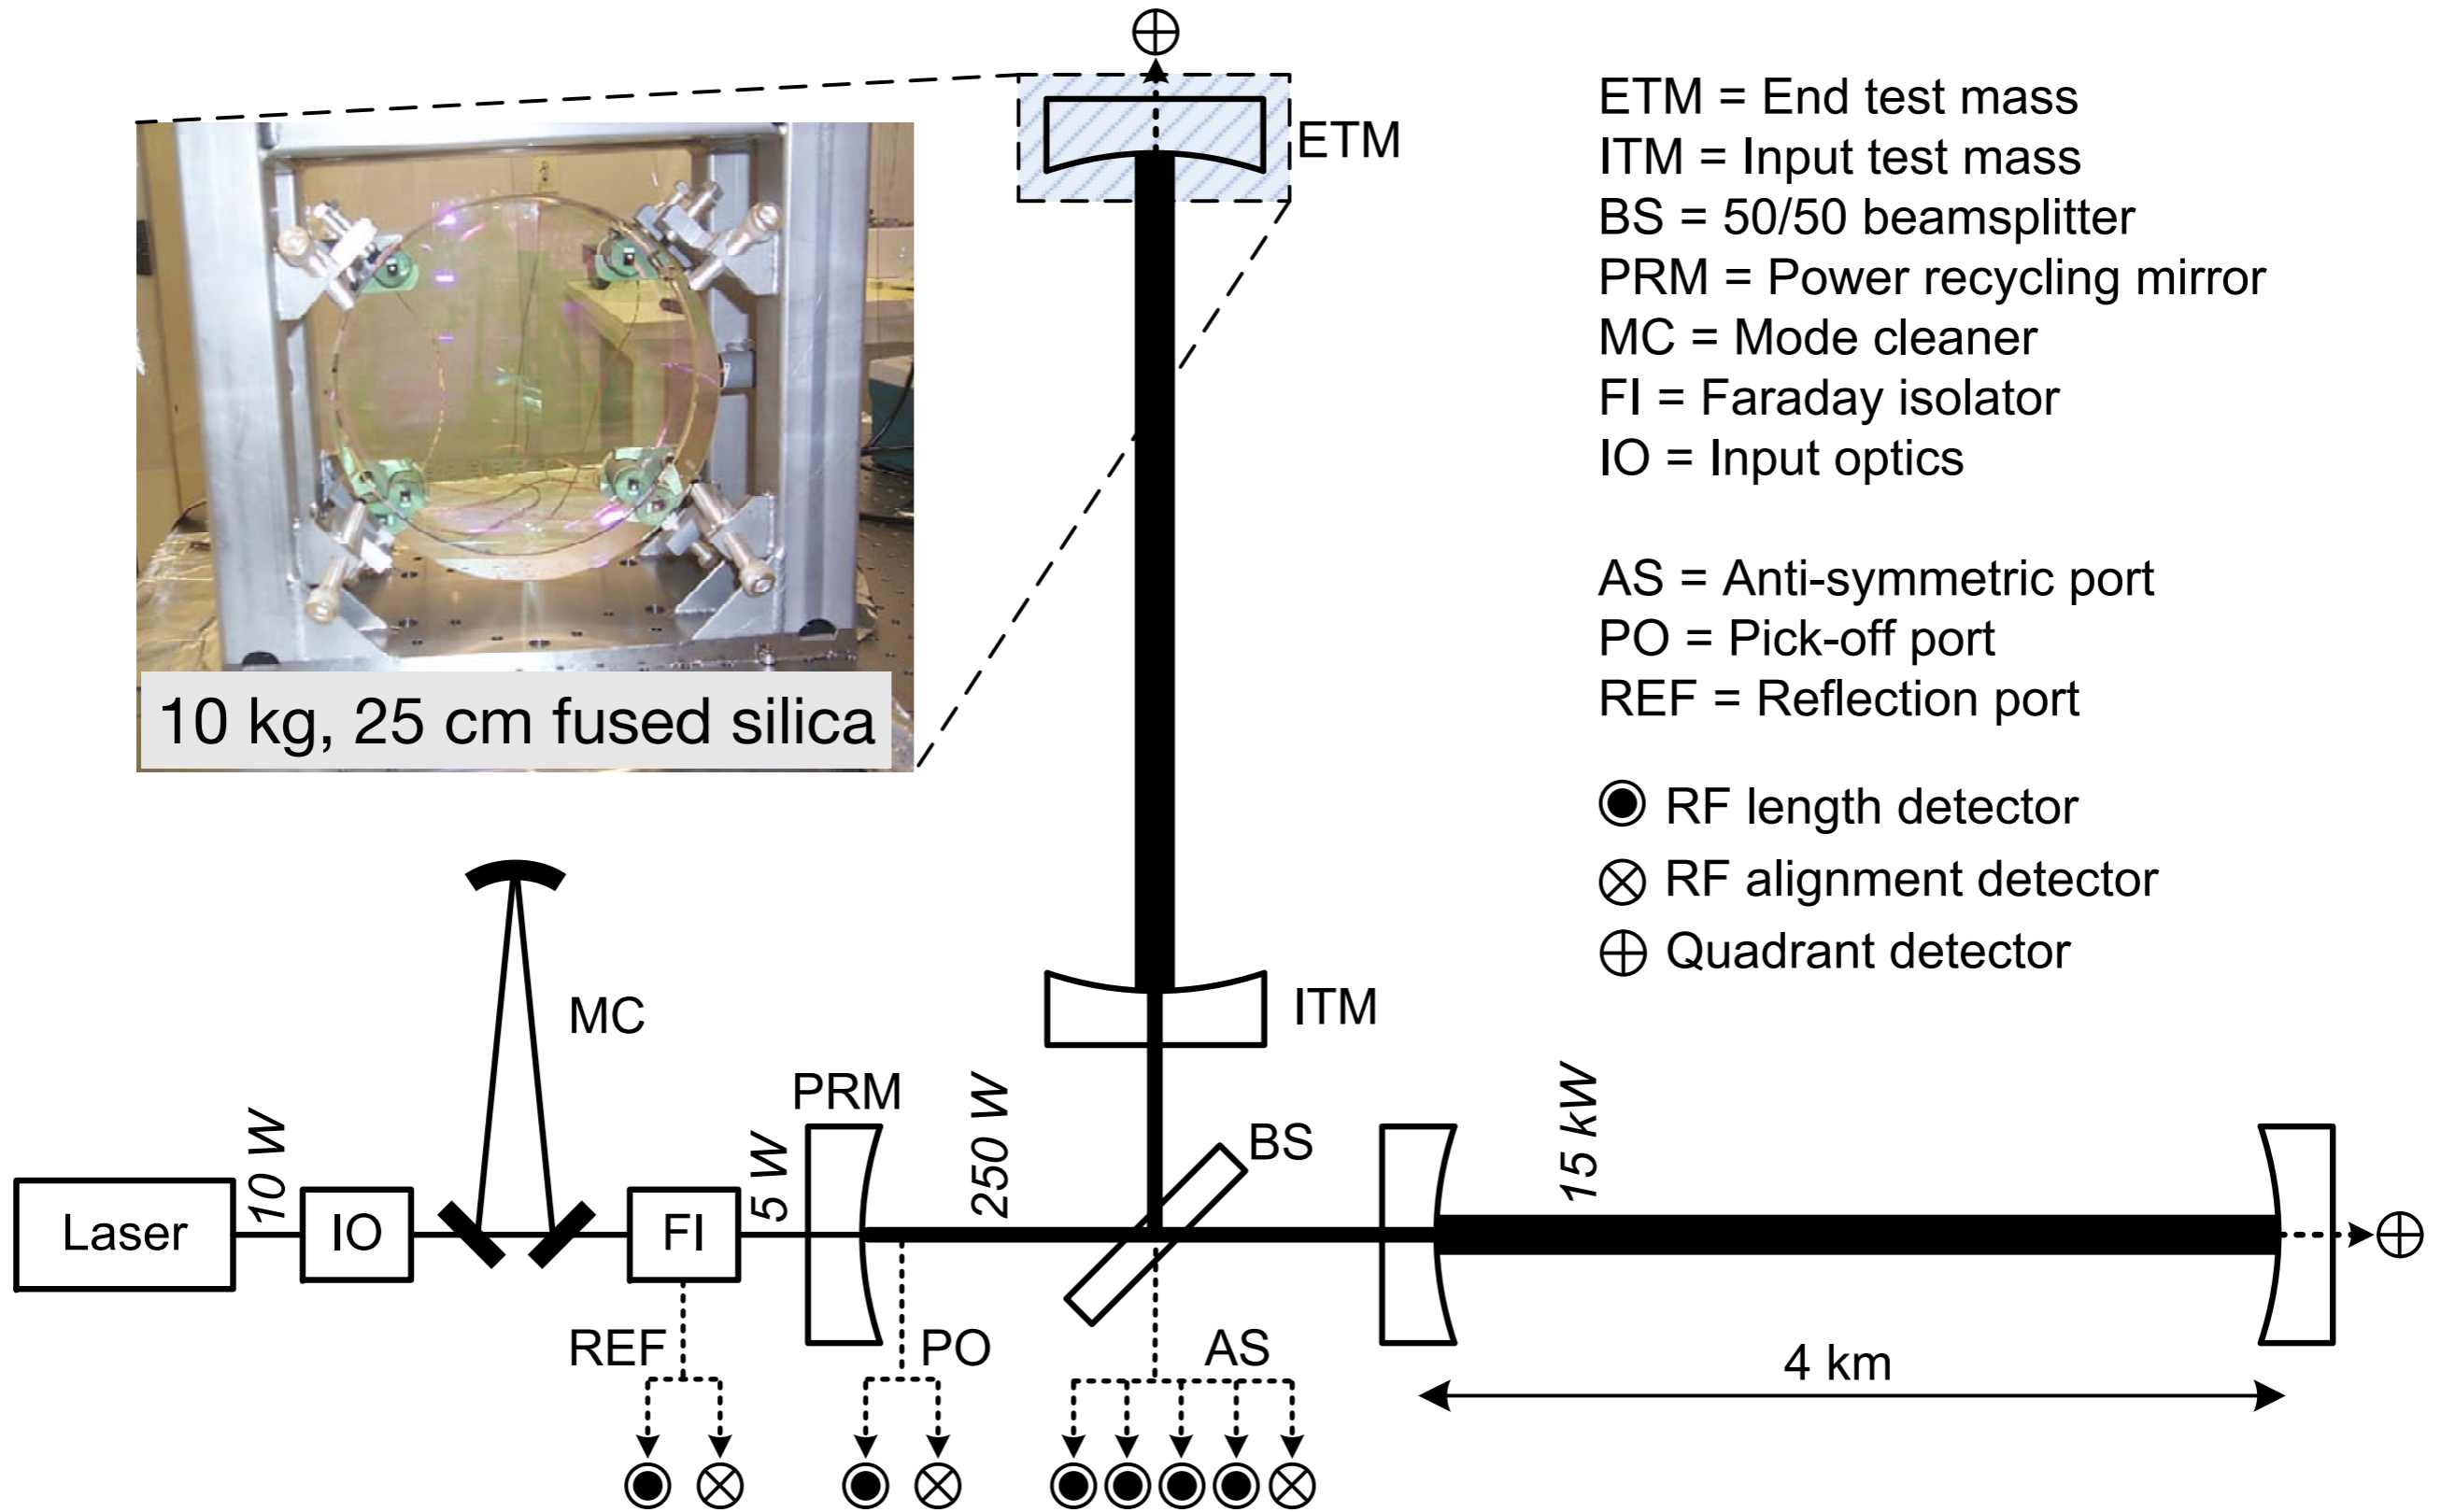 ETM
ETM = End test mass
ITM = Input test mass
BS = 50/50 beamsplitter
PRM = Power recycling mirror
MC = Mode cleaner
FI = Faraday isolator
IO = Input optics
AS = Anti-symmetric port
PO = Pick-off port
REF = Reflection port
RF length detector
RF alignment detector
Quadrant detector
10 kg, 25 cm fused silica
MC
ITM
PRM
BS
Laser
10 W
IO
FI
5 W
250 W
15 kW
REF
PO
AS
4 km